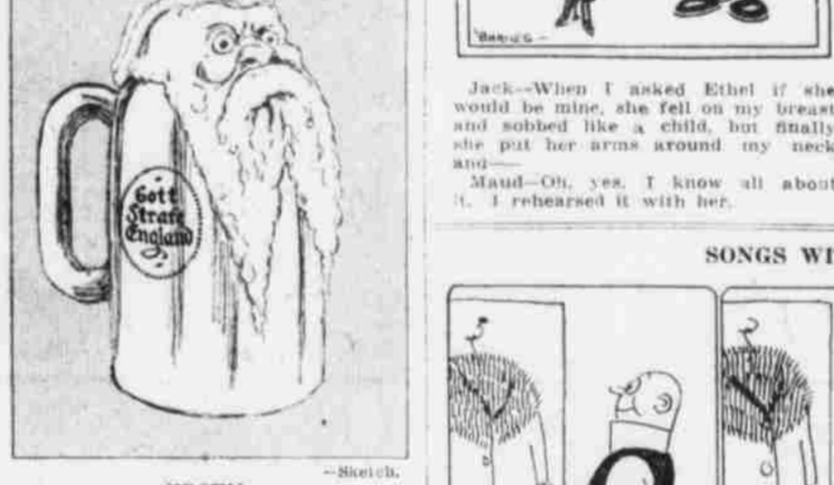 Gott
Strafe
England
—Sketch.
Jack—When I asked Ethel if she
would be mine, she fell on my breast
and sobbed like a child, but finally
she put her arms around my neck
and—
Maud—Oh, yes, I know all about
it. I rehearsed it with her.
SONGS WI